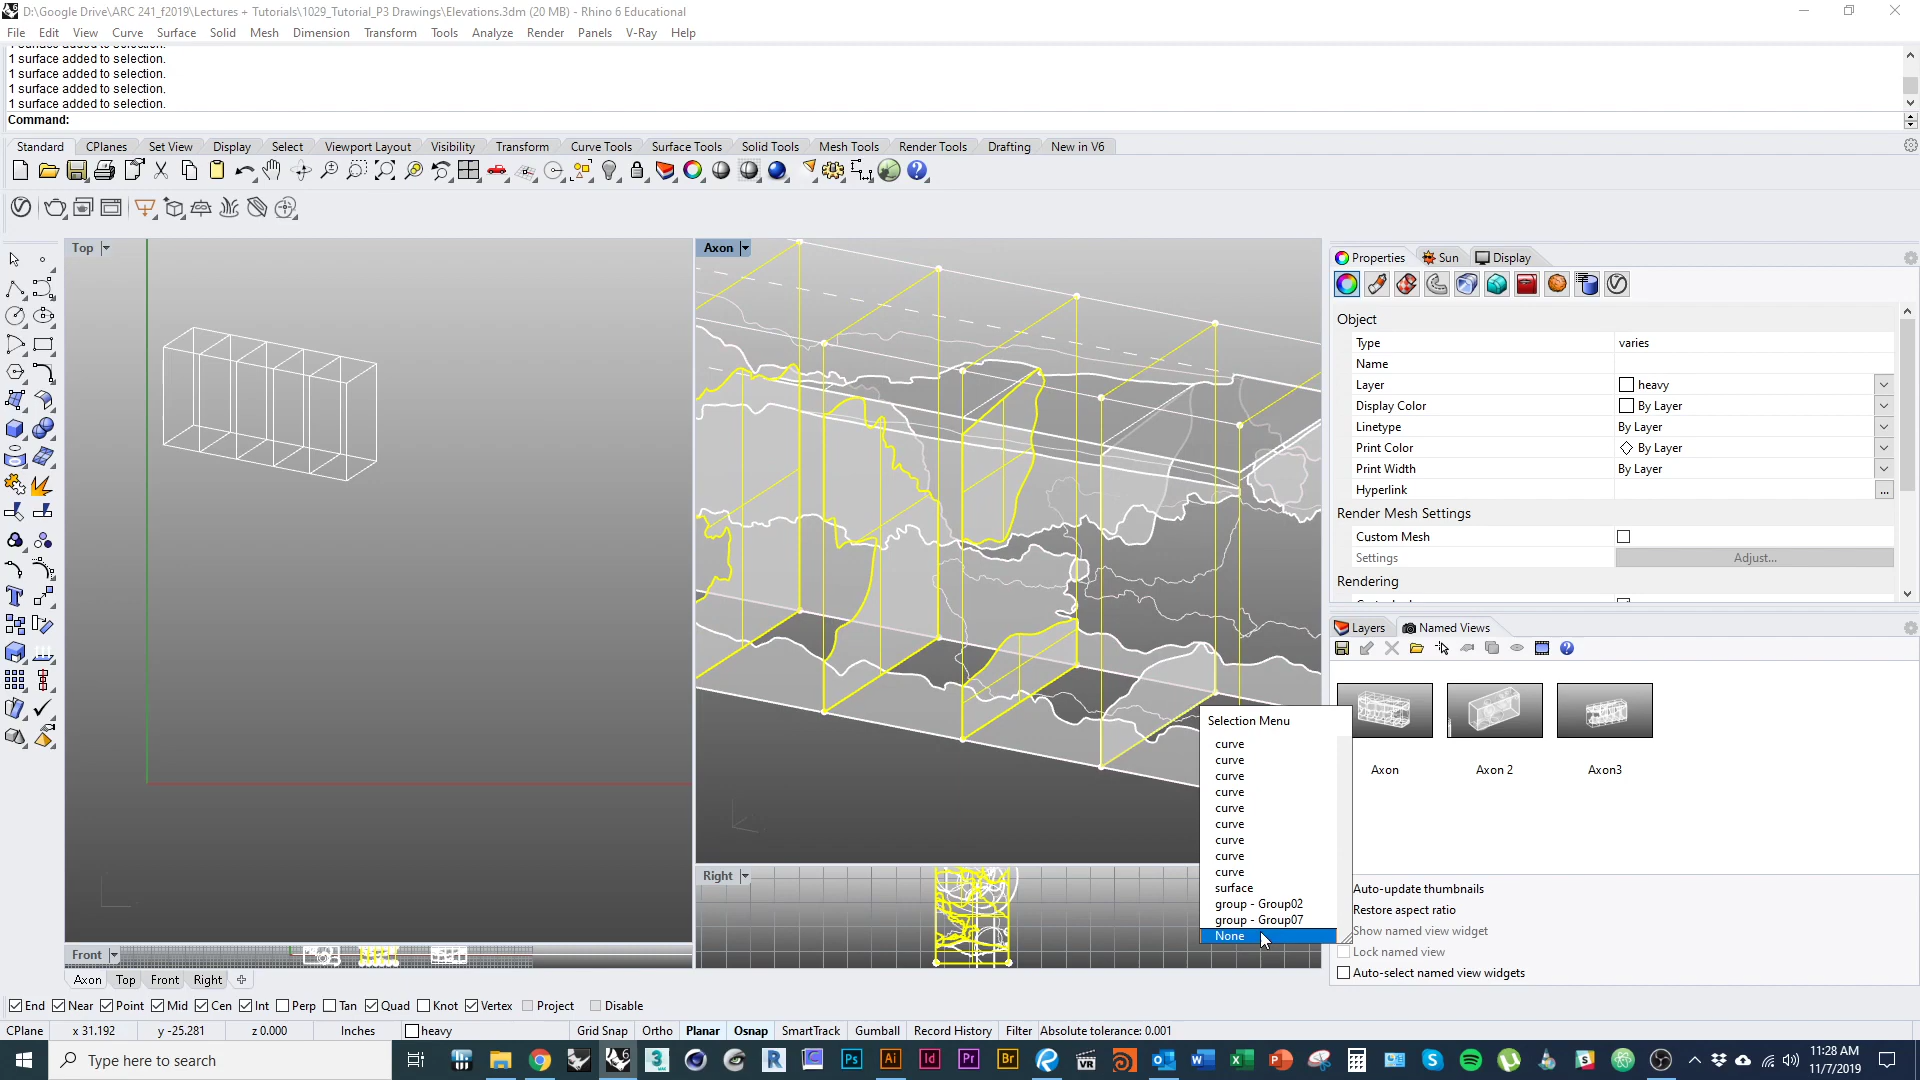 D:\Google Drive\ARC 241_f2019\Lectures + Tutorials\1029_Tutorial_P3 Drawings\Elevations.3dm (20 MB) - Rhino 6 Educational
File Edit View Curve Surface Solid Mesh Dimension Transform Tools Analyze Render Panels V-Ray Help
1 surface added to selection.
1 surface added to selection.
1 surface added to selection.
1 surface added to selection.
1 surface added to selection.
Command:
Standard CPlanes Set View Display Select Viewport Layout Visibility Transform Curve Tools Surface Tools Solid Tools Mesh Tools Render Tools Drafting New in V6
Top
Axon
Properties Sun Display
Object
Type varies
Name
Layer heavy
Display Color By Layer
Linetype By Layer
Print Color By Layer
Print Width By Layer
Hyperlink ...
Render Mesh Settings
Custom Mesh
Settings Adjust...
Rendering
Layers Named Views
Axon Axon 2 Axon3
Selection Menu
curve
curve
curve
curve
curve
curve
curve
curve
curve
surface
group - Group02
group - Group07
None
Auto-update thumbnails
Restore aspect ratio
Show named view widget
Lock named view
Auto-select named view widgets
Right
Front
Axon Top Front Right
End Near Point Mid Cen Int Perp Tan Quad Knot Vertex Project Disable
CPlane x 31.192 y -25.281 z 0.000 Inches heavy Grid Snap Ortho Planar Osnap SmartTrack Gumball Record History Filter Absolute tolerance: 0.001
Type here to search
11:28 AM
11/7/2019